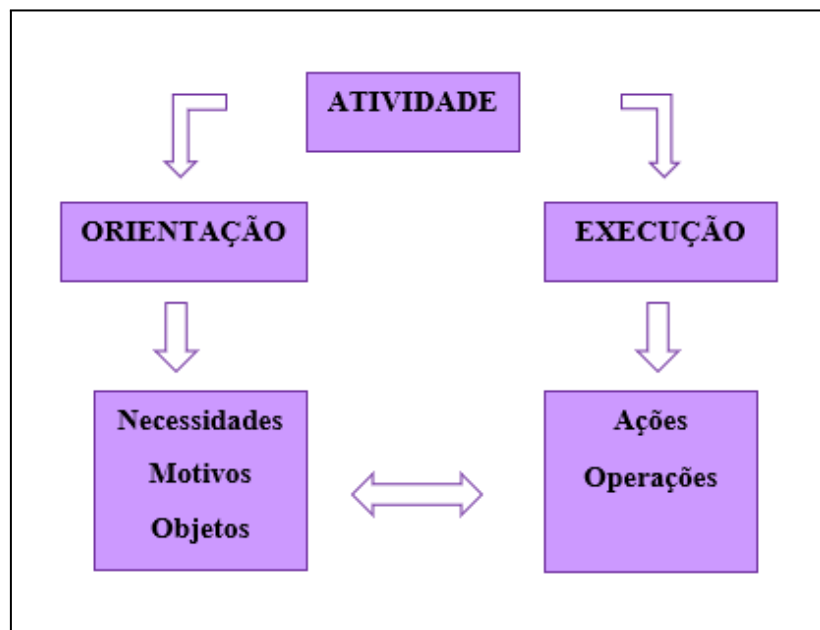 ATIVIDADE
ORIENTAÇÃO
EXECUÇÃO
Necessidades
Motivos
Objetos
Ações
Operações